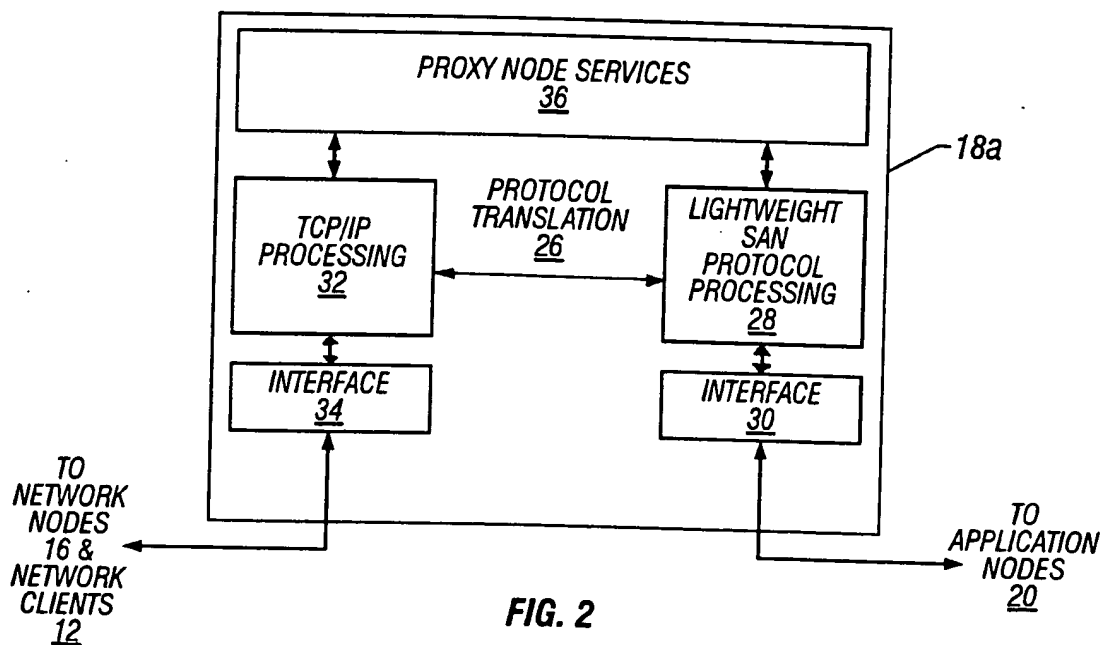 PROXY NODE SERVICES
36
18a
TCP/IP
PROCESSING
32
PROTOCOL
TRANSLATION
26
LIGHTWEIGHT
SAN
PROTOCOL
PROCESSING
28
INTERFACE
34
INTERFACE
30
TO
NETWORK
NODES
16 &
NETWORK
CLIENTS
12
TO
APPLICATION
NODES
20
FIG. 2